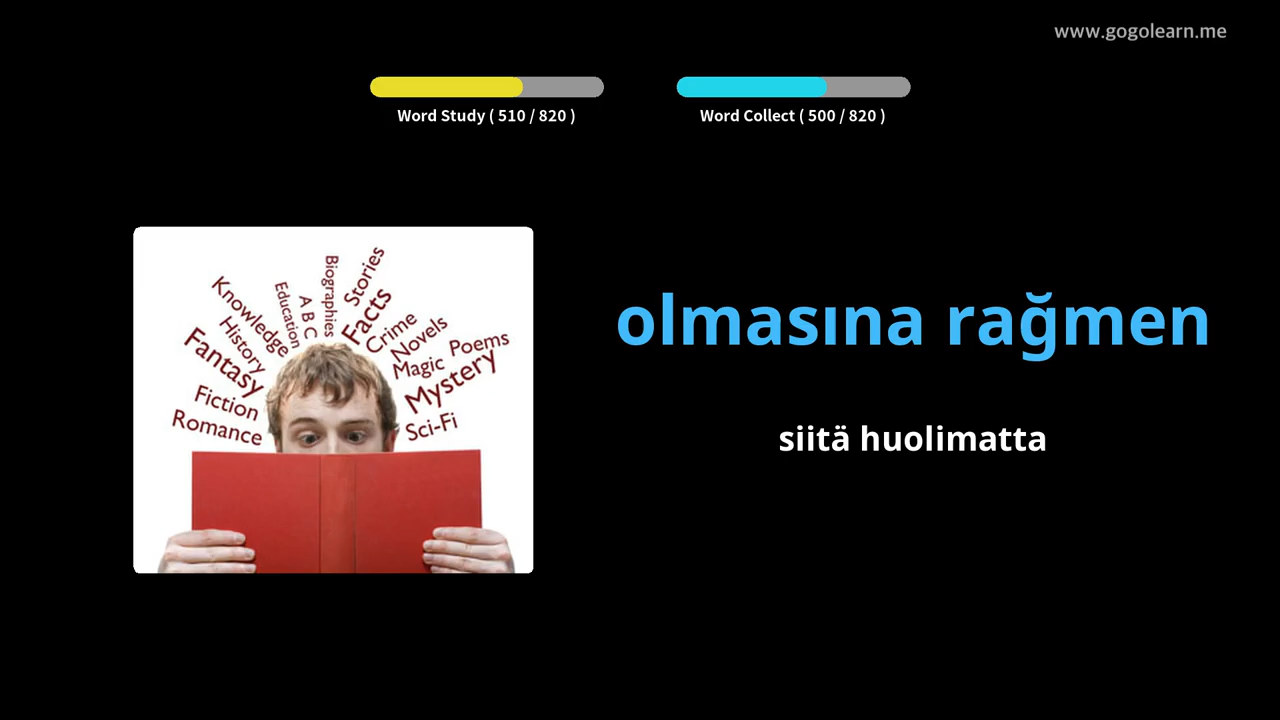 www.gogolearn.me
Word Study ( 510 / 820 )
Word Collect ( 500 / 820 )
Knowledge
Education
A B C
Biographies
Stories
Facts
Crime
Novels
Poems
History
Fantasy
Magic
Mystery
Fiction
Romance
Sci-Fi
olmasına rağmen
siitä huolimatta